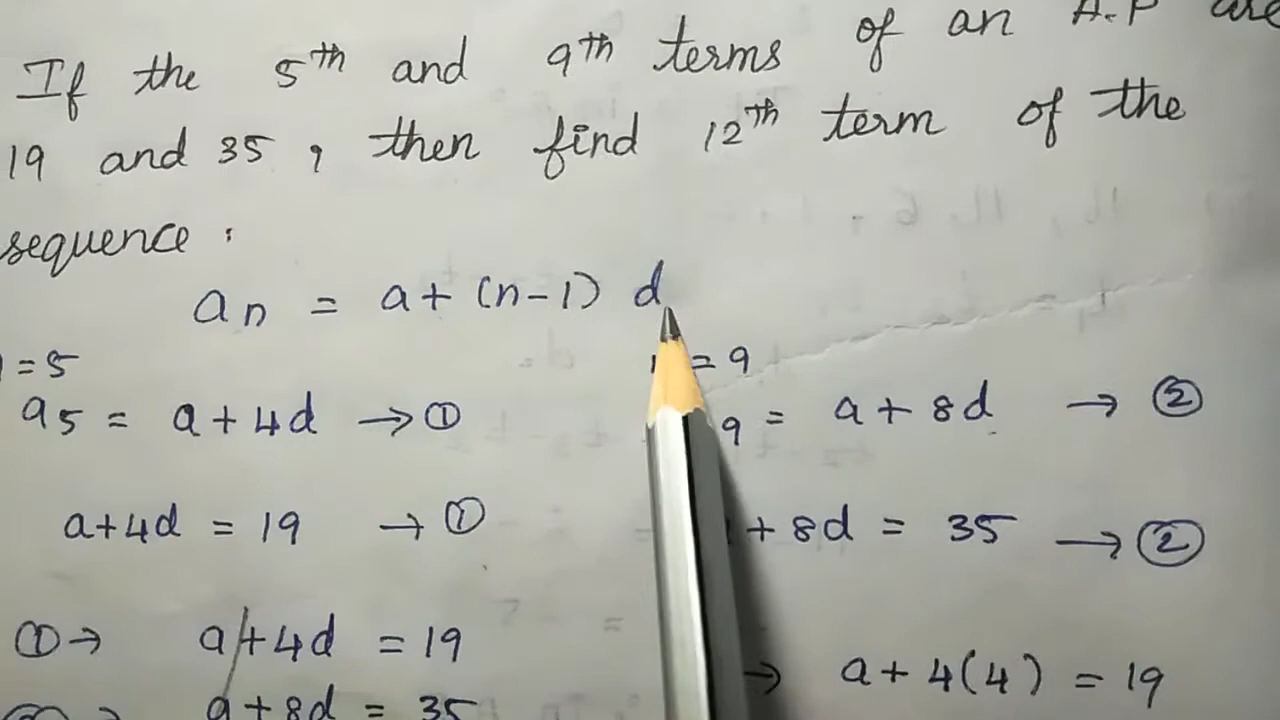 If the 5th and 9th terms of an A.P are
19 and 35, then find 12th term of the
sequence :
an = a + (n-1) d
= 5
= 9
a5 = a + 4d → ①
9 = a + 8d → ②
a+4d = 19 → ①
+ 8d = 35 → ②
① → a+4d = 19
→ a + 4(4) = 19
a+8d = 35